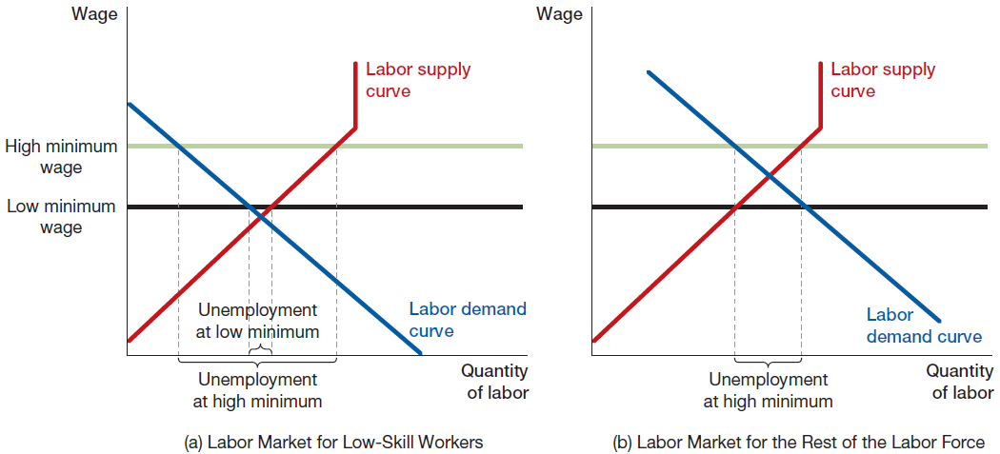 Wage
Labor supply
curve
High minimum
wage
Low minimum
wage
Unemployment
at low minimum
Labor demand
curve
Unemployment
at high minimum
Quantity
of labor
(a) Labor Market for Low-Skill Workers
Wage
Labor supply
curve
Labor
demand curve
Unemployment
at high minimum
Quantity
of labor
(b) Labor Market for the Rest of the Labor Force